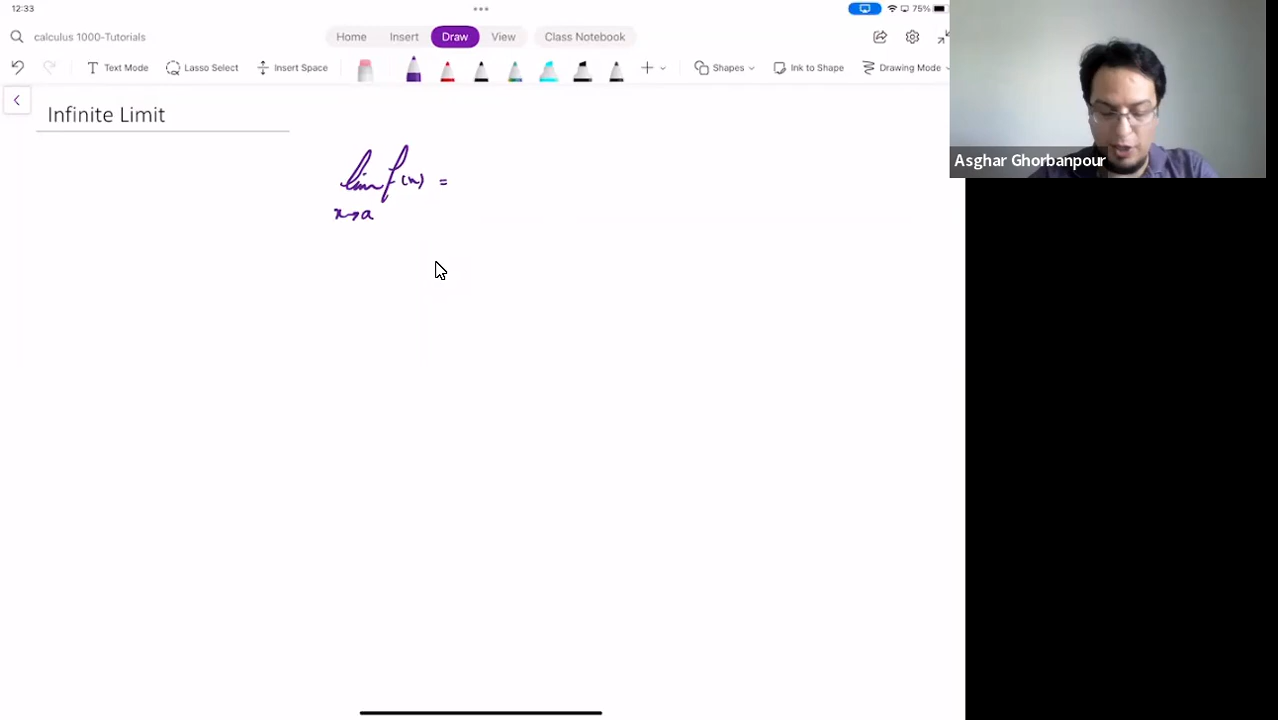 12:33
75%
calculus 1000-Tutorials
Home Insert Draw View Class Notebook
Text Mode Lasso Select Insert Space Shapes Ink to Shape Drawing Mode
Infinite Limit
Asghar Ghorbanpour
lim f(x) =
x→a